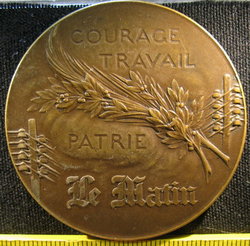 COURAGE
TRAVAIL
PATRIE
Le Matin